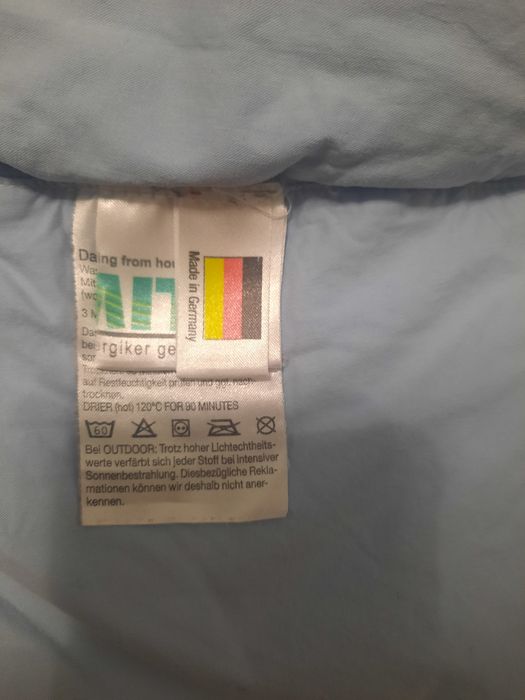 ing from
Made in Germany
rgiker ge
auf Restfeuchtigkeit prüfen und ggf. nach-
trocknen.
DRIER (hot) 120°C FOR 90 MINUTES
60
Bei OUTDOOR: Trotz hoher Lichtechtheits-
werte verfärbt sich jeder Stoff bei intensiver
Sonnenbestrahlung. Diesbezügliche Rekla-
mationen können wir deshalb nicht aner-
kennen.